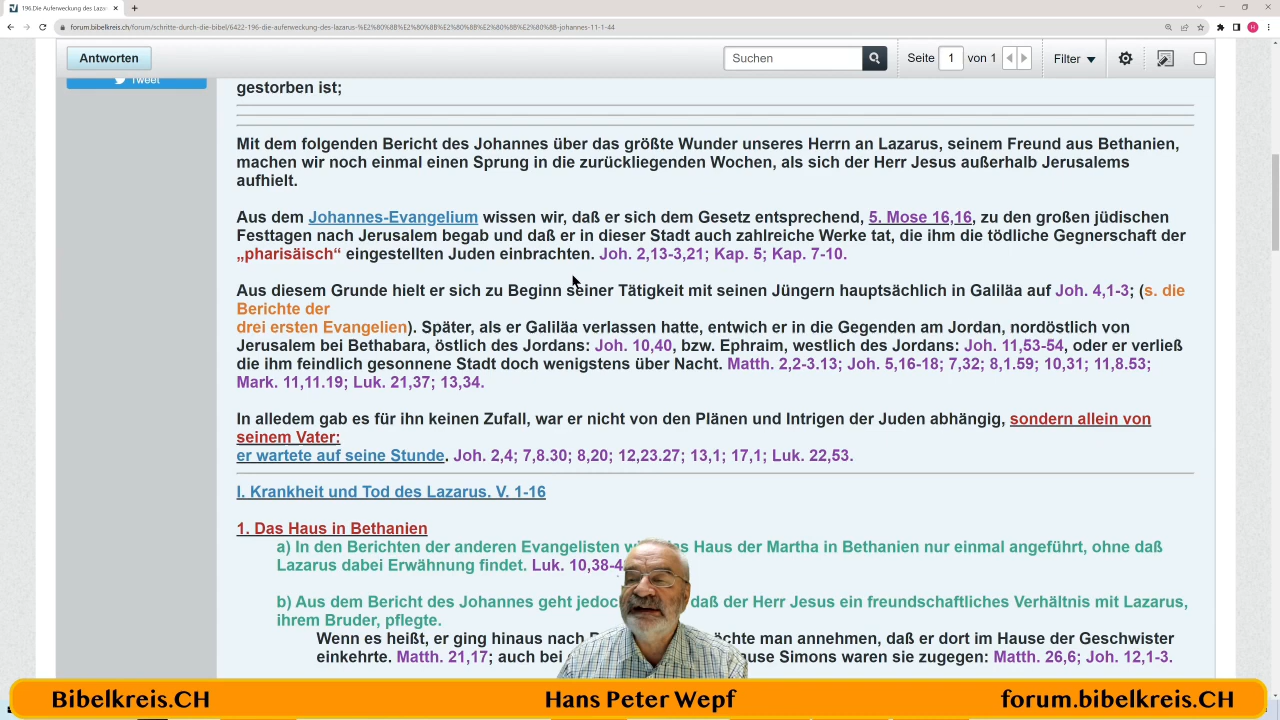 196.Die Auferweckung des Laza
forum.bibelkreis.ch/forum/schritte-durch-die-bibel/6422-196-die-auferweckung-des-lazarus-%E2%80%8B%E2%80%8B%E2%80%8B%E2%80%8B%E2%80%8B-johannes-11-1-44
Antworten Suchen Seite 1 von 1 Filter
Tweet
gestorben ist;
Mit dem folgenden Bericht des Johannes über das größte Wunder unseres Herrn an Lazarus, seinem Freund aus Bethanien,
machen wir noch einmal einen Sprung in die zurückliegenden Wochen, als sich der Herr Jesus außerhalb Jerusalems
aufhielt.
Aus dem Johannes-Evangelium wissen wir, daß er sich dem Gesetz entsprechend, 5. Mose 16,16, zu den großen jüdischen
Festtagen nach Jerusalem begab und daß er in dieser Stadt auch zahlreiche Werke tat, die ihm die tödliche Gegnerschaft der
„pharisäisch“ eingestellten Juden einbrachten. Joh. 2,13-3,21; Kap. 5; Kap. 7-10.
Aus diesem Grunde hielt er sich zu Beginn seiner Tätigkeit mit seinen Jüngern hauptsächlich in Galiläa auf Joh. 4,1-3; (s. die
Berichte der
drei ersten Evangelien). Später, als er Galiläa verlassen hatte, entwich er in die Gegenden am Jordan, nordöstlich von
Jerusalem bei Bethabara, östlich des Jordans: Joh. 10,40, bzw. Ephraim, westlich des Jordans: Joh. 11,53-54, oder er verließ
die ihm feindlich gesonnene Stadt doch wenigstens über Nacht. Matth. 2,2-3.13; Joh. 5,16-18; 7,32; 8,1.59; 10,31; 11,8.53;
Mark. 11,11.19; Luk. 21,37; 13,34.
In alledem gab es für ihn keinen Zufall, war er nicht von den Plänen und Intrigen der Juden abhängig, sondern allein von
seinem Vater:
er wartete auf seine Stunde. Joh. 2,4; 7,8.30; 8,20; 12,23.27; 13,1; 17,1; Luk. 22,53.
I. Krankheit und Tod des Lazarus. V. 1-16
1. Das Haus in Bethanien
a) In den Berichten der anderen Evangelisten das Haus der Martha in Bethanien nur einmal angeführt, ohne daß
Lazarus dabei Erwähnung findet. Luk. 10,38-4
b) Aus dem Bericht des Johannes geht jedoch daß der Herr Jesus ein freundschaftliches Verhältnis mit Lazarus,
ihrem Bruder, pflegte.
Wenn es heißt, er ging hinaus nach man annehmen, daß er dort im Hause der Geschwister
einkehrte. Matth. 21,17; auch bei Simons waren sie zugegen: Matth. 26,6; Joh. 12,1-3.
Bibelkreis.CH Hans Peter Wepf forum.bibelkreis.CH